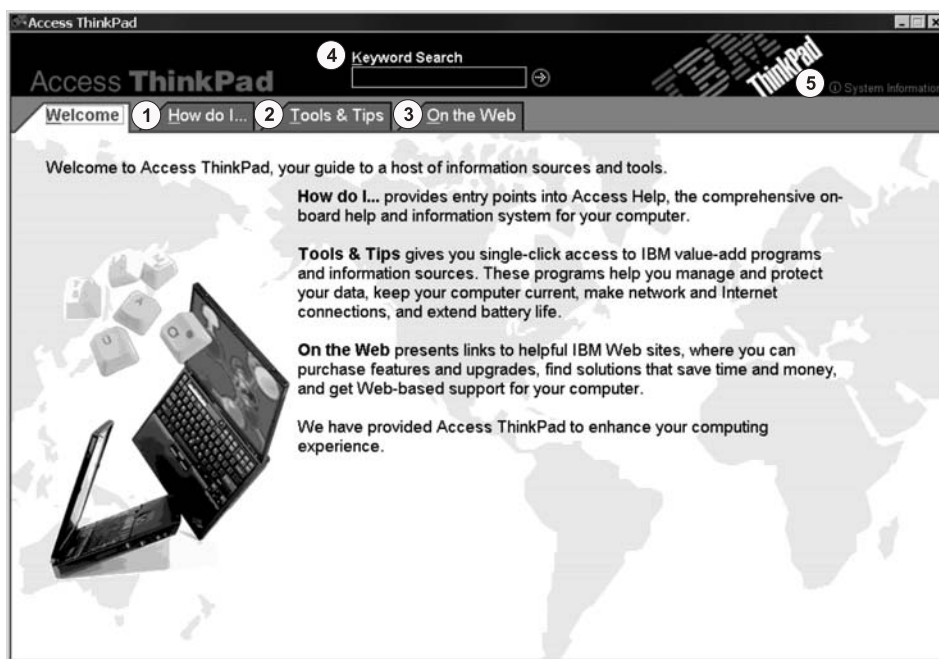 Access ThinkPad
4 Keyword Search
IBM
ThinkPad
Access ThinkPad
5 System Information
Welcome 1 How do I... 2 Tools & Tips 3 On the Web
Welcome to Access ThinkPad, your guide to a host of information sources and tools.
How do I... provides entry points into Access Help, the comprehensive on-
board help and information system for your computer.
Tools & Tips gives you single-click access to IBM value-add programs
and information sources. These programs help you manage and protect
your data, keep your computer current, make network and Internet
connections, and extend battery life.
On the Web presents links to helpful IBM Web sites, where you can
purchase features and upgrades, find solutions that save time and money,
and get Web-based support for your computer.
We have provided Access ThinkPad to enhance your computing
experience.